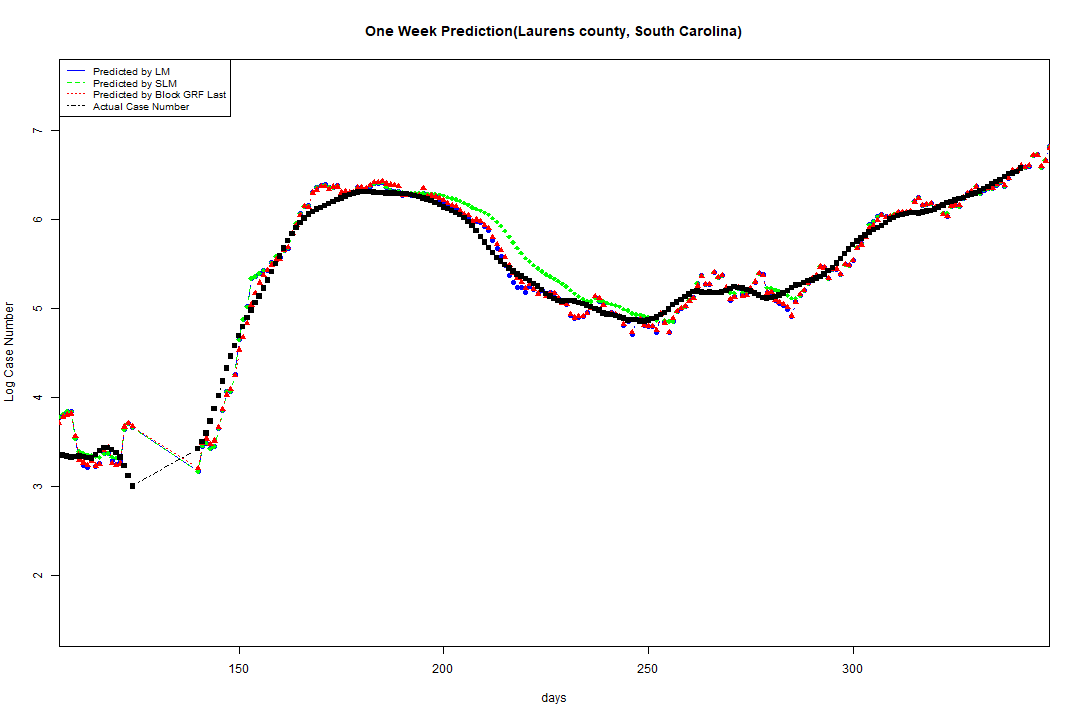 One Week Prediction(Laurens county, South Carolina)
Predicted by LM
Predicted by SLM
Predicted by Block GRF Last
Actual Case Number
7
6
5
4
3
2
Log Case Number
150 200 250 300
days